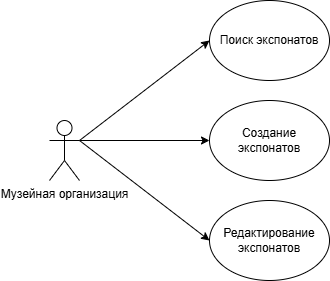 Поиск экспонатов
Создание
экспонатов
Музейная организация
Редактирование
экспонатов